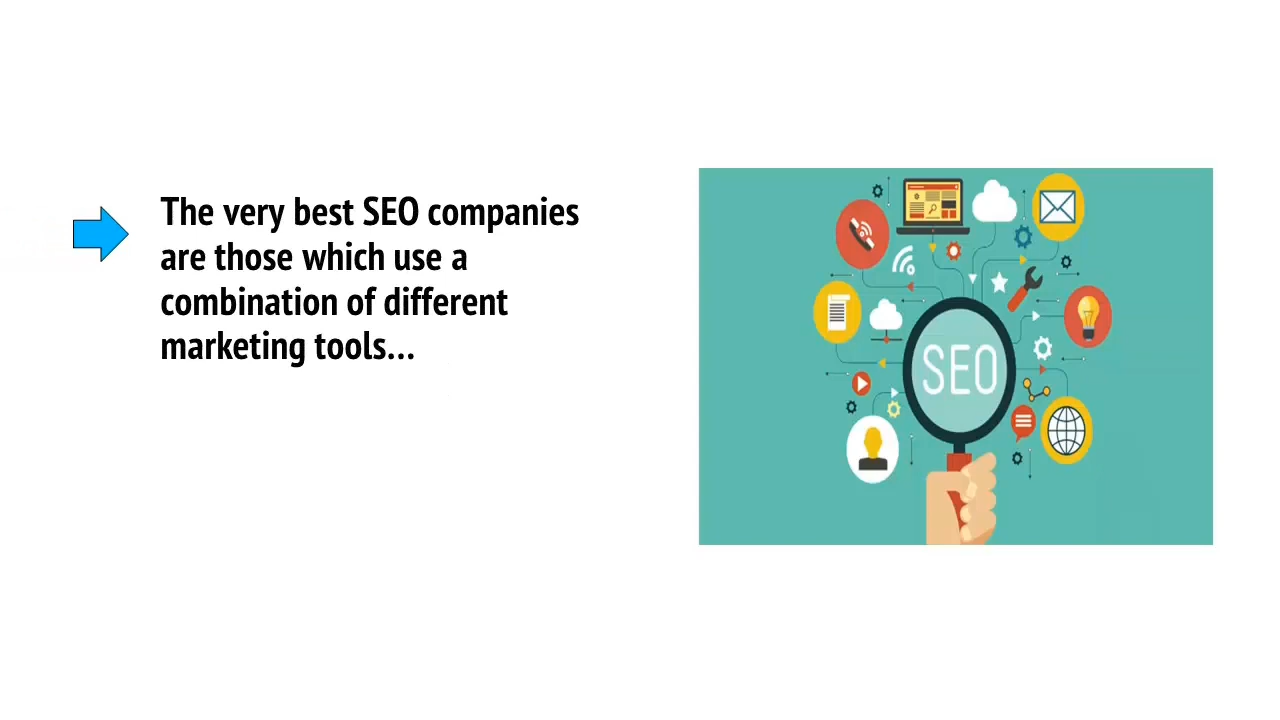 The very best SEO companies
are those which use a
combination of different
marketing tools...
SEO